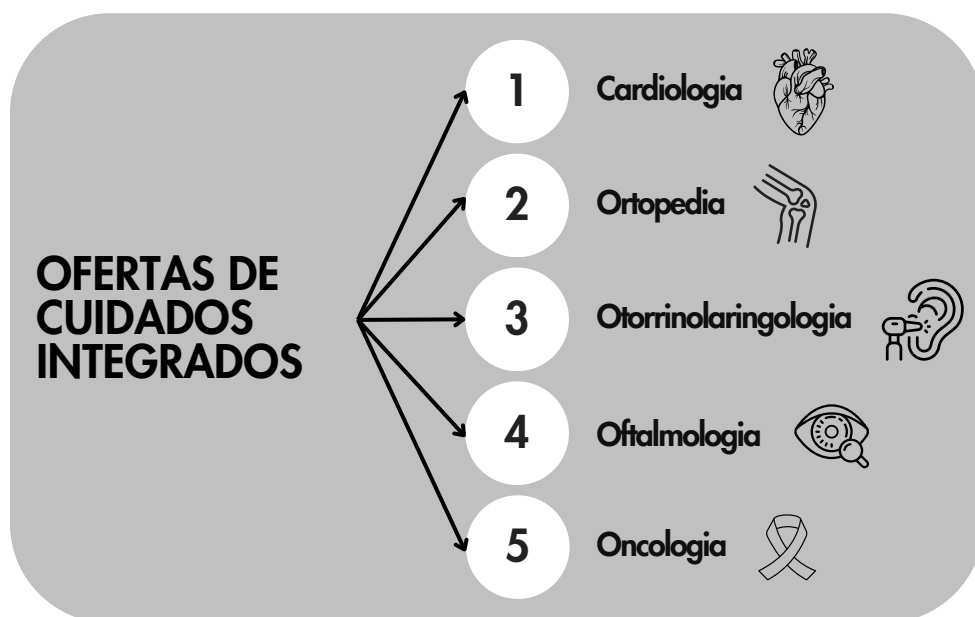 OFERTAS DE
CUIDADOS
INTEGRADOS
1 Cardiologia
2 Ortopedia
3 Otorrinolaringologia
4 Oftalmologia
5 Oncologia